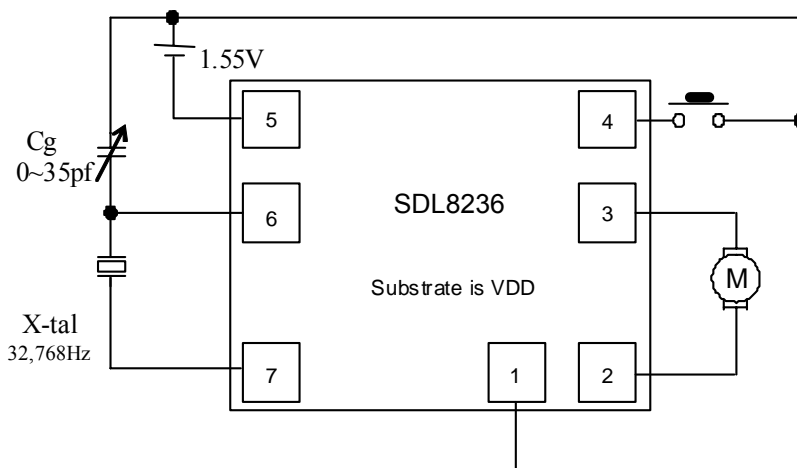 1.55V
5
4
Cg
0~35pf
6
SDL8236
3
M
Substrate is VDD
X-tal
32,768Hz
7
1
2